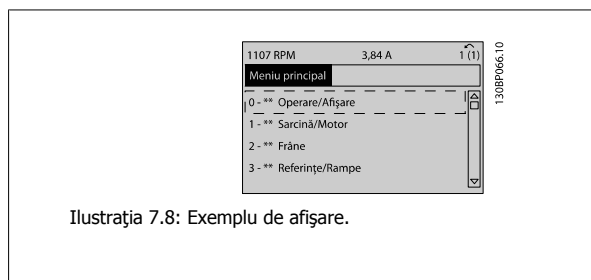 1107 RPM 3,84 A 1 (1)
Meniu principal
0 - ** Operare/Afişare
1 - ** Sarcină/Motor
2 - ** Frâne
3 - ** Referinţe/Rampe
130BP066.10
Ilustraţia 7.8: Exemplu de afişare.